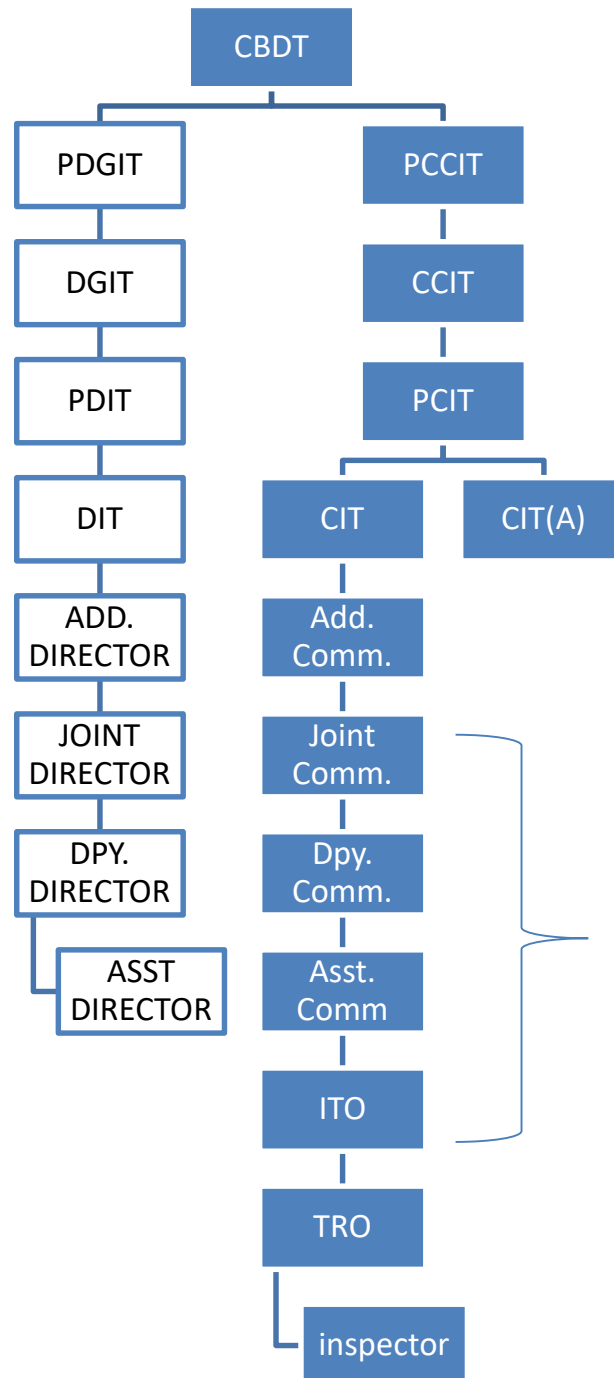 CBDT
PDGIT
DGIT
PDIT
DIT
ADD.
DIRECTOR
JOINT
DIRECTOR
DPY.
DIRECTOR
ASST
DIRECTOR
PCCIT
CCIT
PCIT
CIT
CIT(A)
Add.
Comm.
Joint
Comm.
Dpy.
Comm.
Asst.
Comm
ITO
TRO
inspector